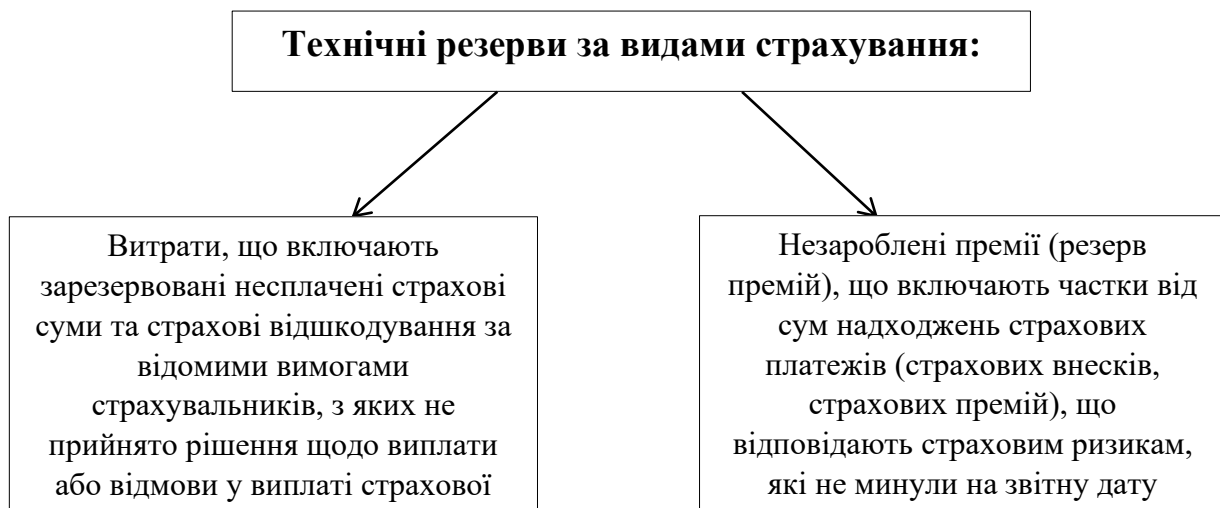 Технічні резерви за видами страхування:
Витрати, що включають
зарезервовані несплачені страхові
суми та страхові відшкодування за
відомими вимогами
страхувальників, з яких не
прийнято рішення щодо виплати
або відмови у виплаті страхової
Незароблені премії (резерв
премій), що включають частки від
сум надходжень страхових
платежів (страхових внесків,
страхових премій), що
відповідають страховим ризикам,
які не минули на звітну дату